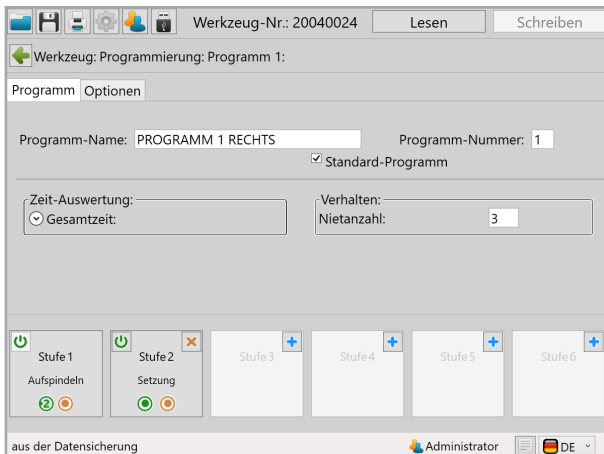 Werkzeug-Nr.: 20040024 Lesen Schreiben
Werkzeug: Programmierung: Programm 1:
Programm Optionen
Programm-Name: PROGRAMM 1 RECHTS Programm-Nummer: 1
Standard-Programm
Zeit-Auswertung: Verhalten:
Gesamtzeit: Nietanzahl: 3
Stufe 1 Stufe 2 Stufe 3 Stufe 4 Stufe 5 Stufe 6
Aufspindeln Setzung
2
aus der Datensicherung Administrator DE